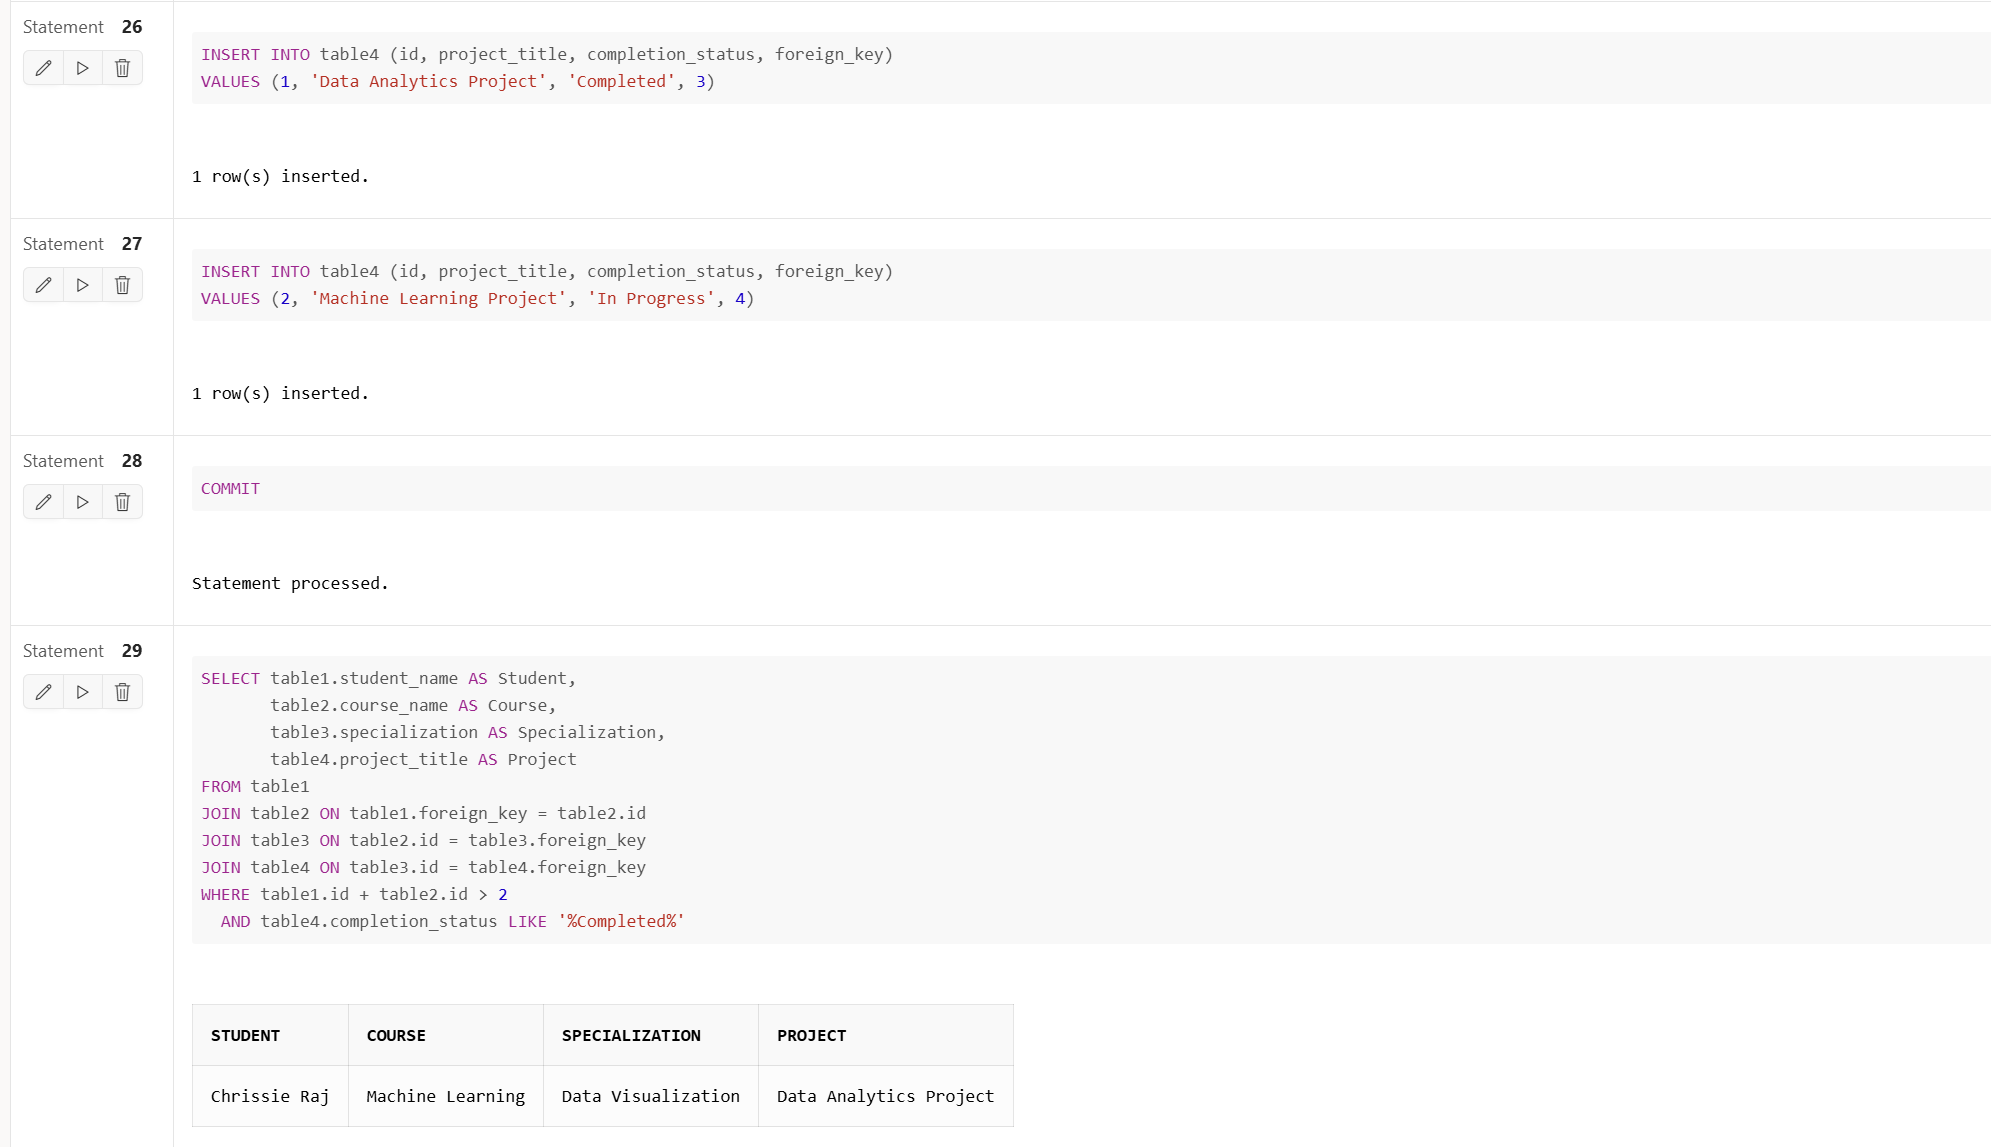 Statement 26
INSERT INTO table4 (id, project_title, completion_status, foreign_key)
VALUES (1, 'Data Analytics Project', 'Completed', 3)
1 row(s) inserted.
Statement 27
INSERT INTO table4 (id, project_title, completion_status, foreign_key)
VALUES (2, 'Machine Learning Project', 'In Progress', 4)
1 row(s) inserted.
Statement 28
COMMIT
Statement processed.
Statement 29
SELECT table1.student_name AS Student,
       table2.course_name AS Course,
       table3.specialization AS Specialization,
       table4.project_title AS Project
FROM table1
JOIN table2 ON table1.foreign_key = table2.id
JOIN table3 ON table2.id = table3.foreign_key
JOIN table4 ON table3.id = table4.foreign_key
WHERE table1.id + table2.id > 2
  AND table4.completion_status LIKE '%Completed%'
STUDENT COURSE SPECIALIZATION PROJECT
Chrissie Raj Machine Learning Data Visualization Data Analytics Project